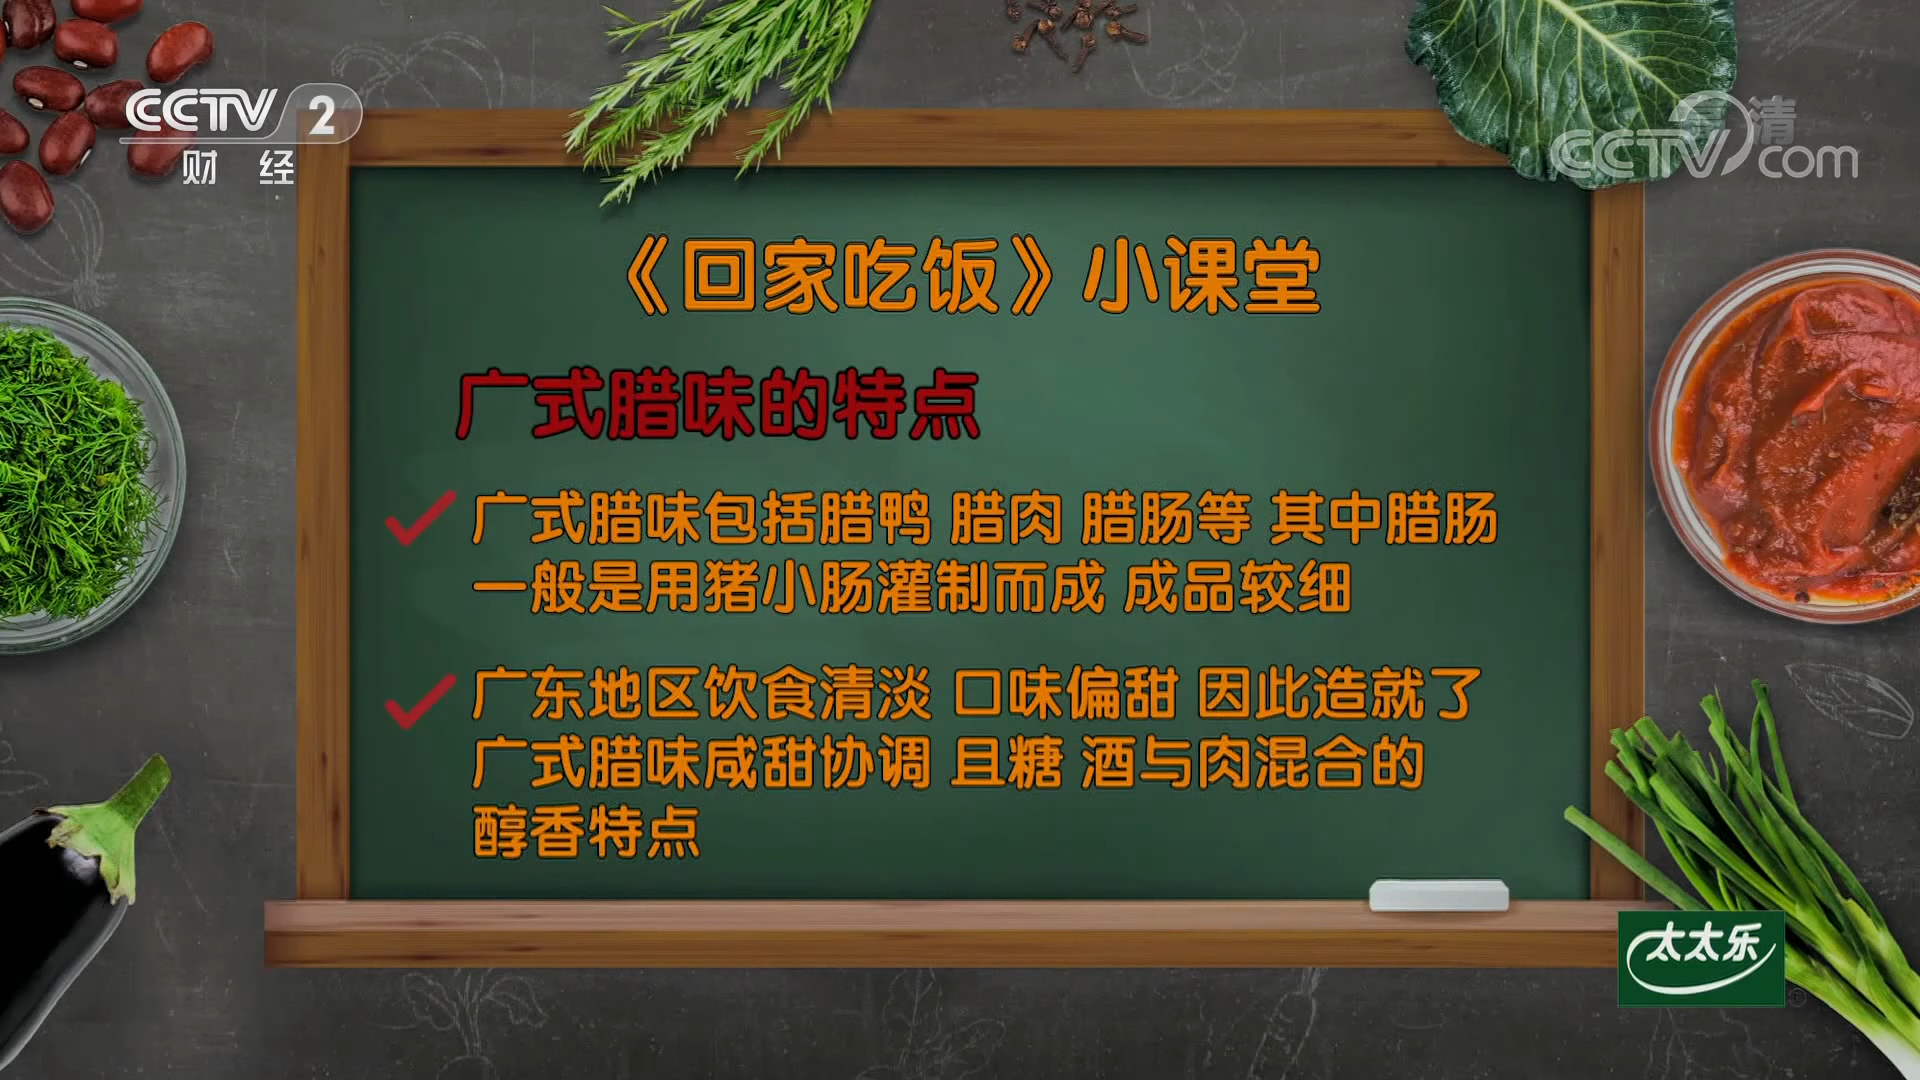 CCTV 2
财 经
高清
CCTV.com
《回家吃饭》小课堂
广式腊味的特点
广式腊味包括腊鸭 腊肉 腊肠等 其中腊肠
一般是用猪小肠灌制而成 成品较细
广东地区饮食清淡 口味偏甜 因此造就了
广式腊味咸甜协调 且糖 酒与肉混合的
醇香特点
太太乐